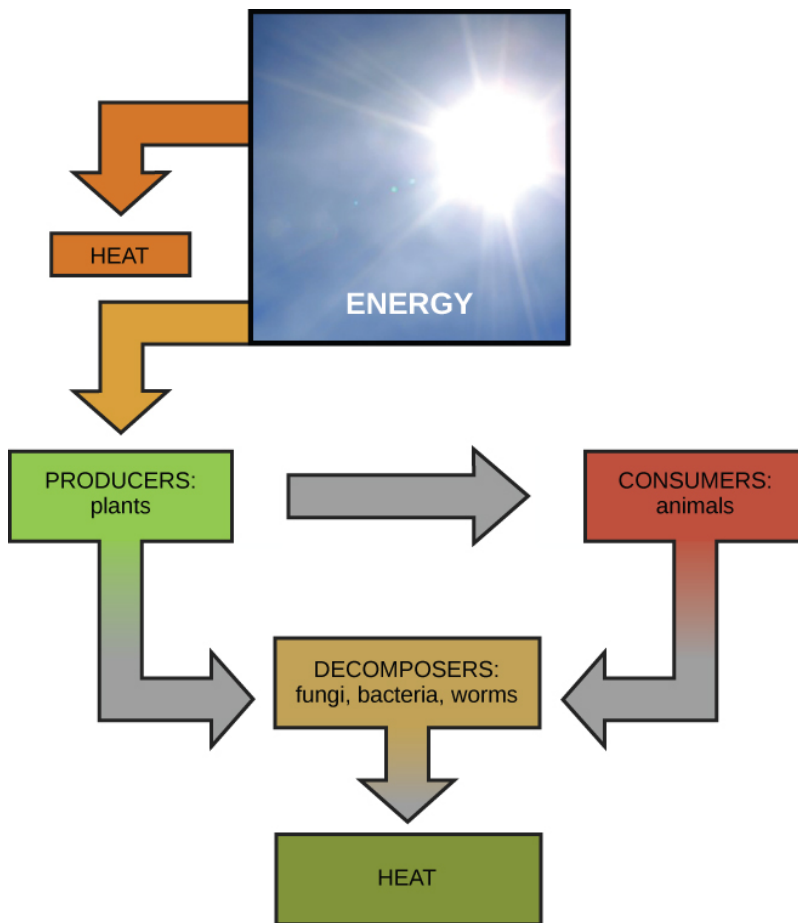 HEAT
ENERGY
PRODUCERS:
plants
CONSUMERS:
animals
DECOMPOSERS:
fungi, bacteria, worms
HEAT